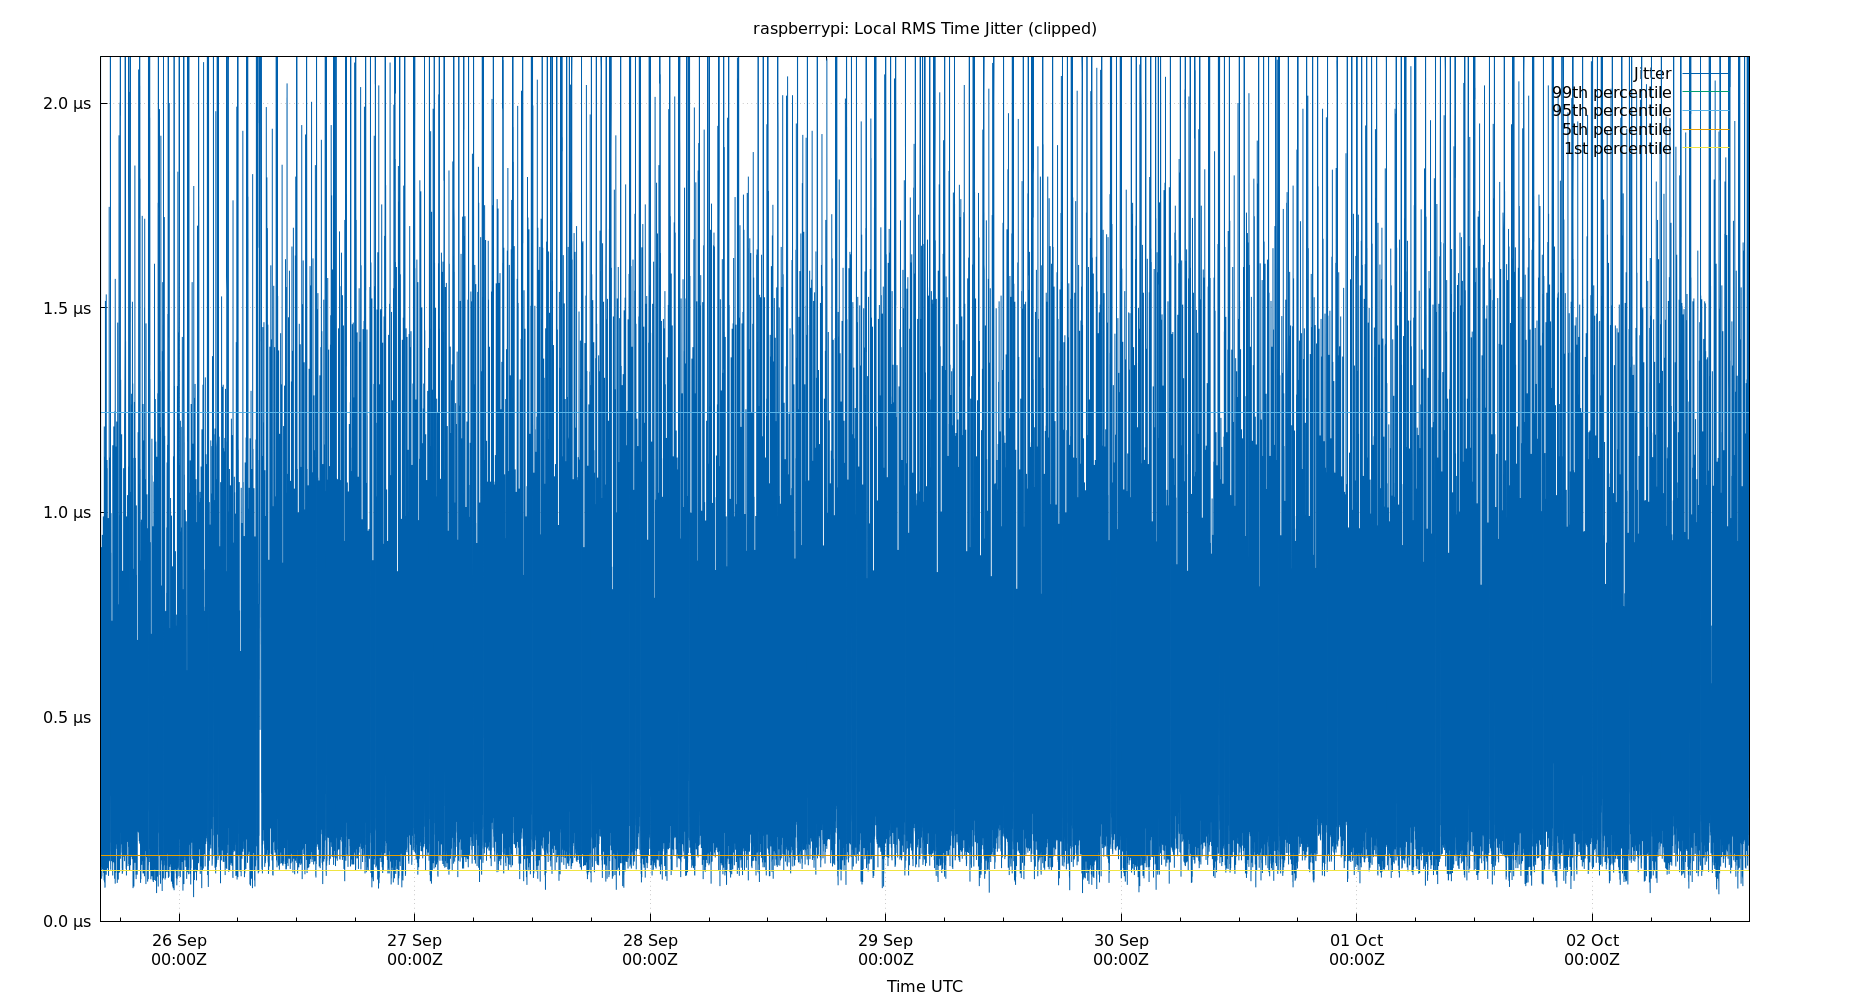 raspberrypi: Local RMS Time Jitter (clipped)
Jitter
99th percentile
95th percentile
5th percentile
1st percentile
2.0 µs
1.5 µs
1.0 µs
0.5 µs
0.0 µs
26 Sep 27 Sep 28 Sep 29 Sep 30 Sep 01 Oct 02 Oct
00:00Z 00:00Z 00:00Z 00:00Z 00:00Z 00:00Z 00:00Z
Time UTC